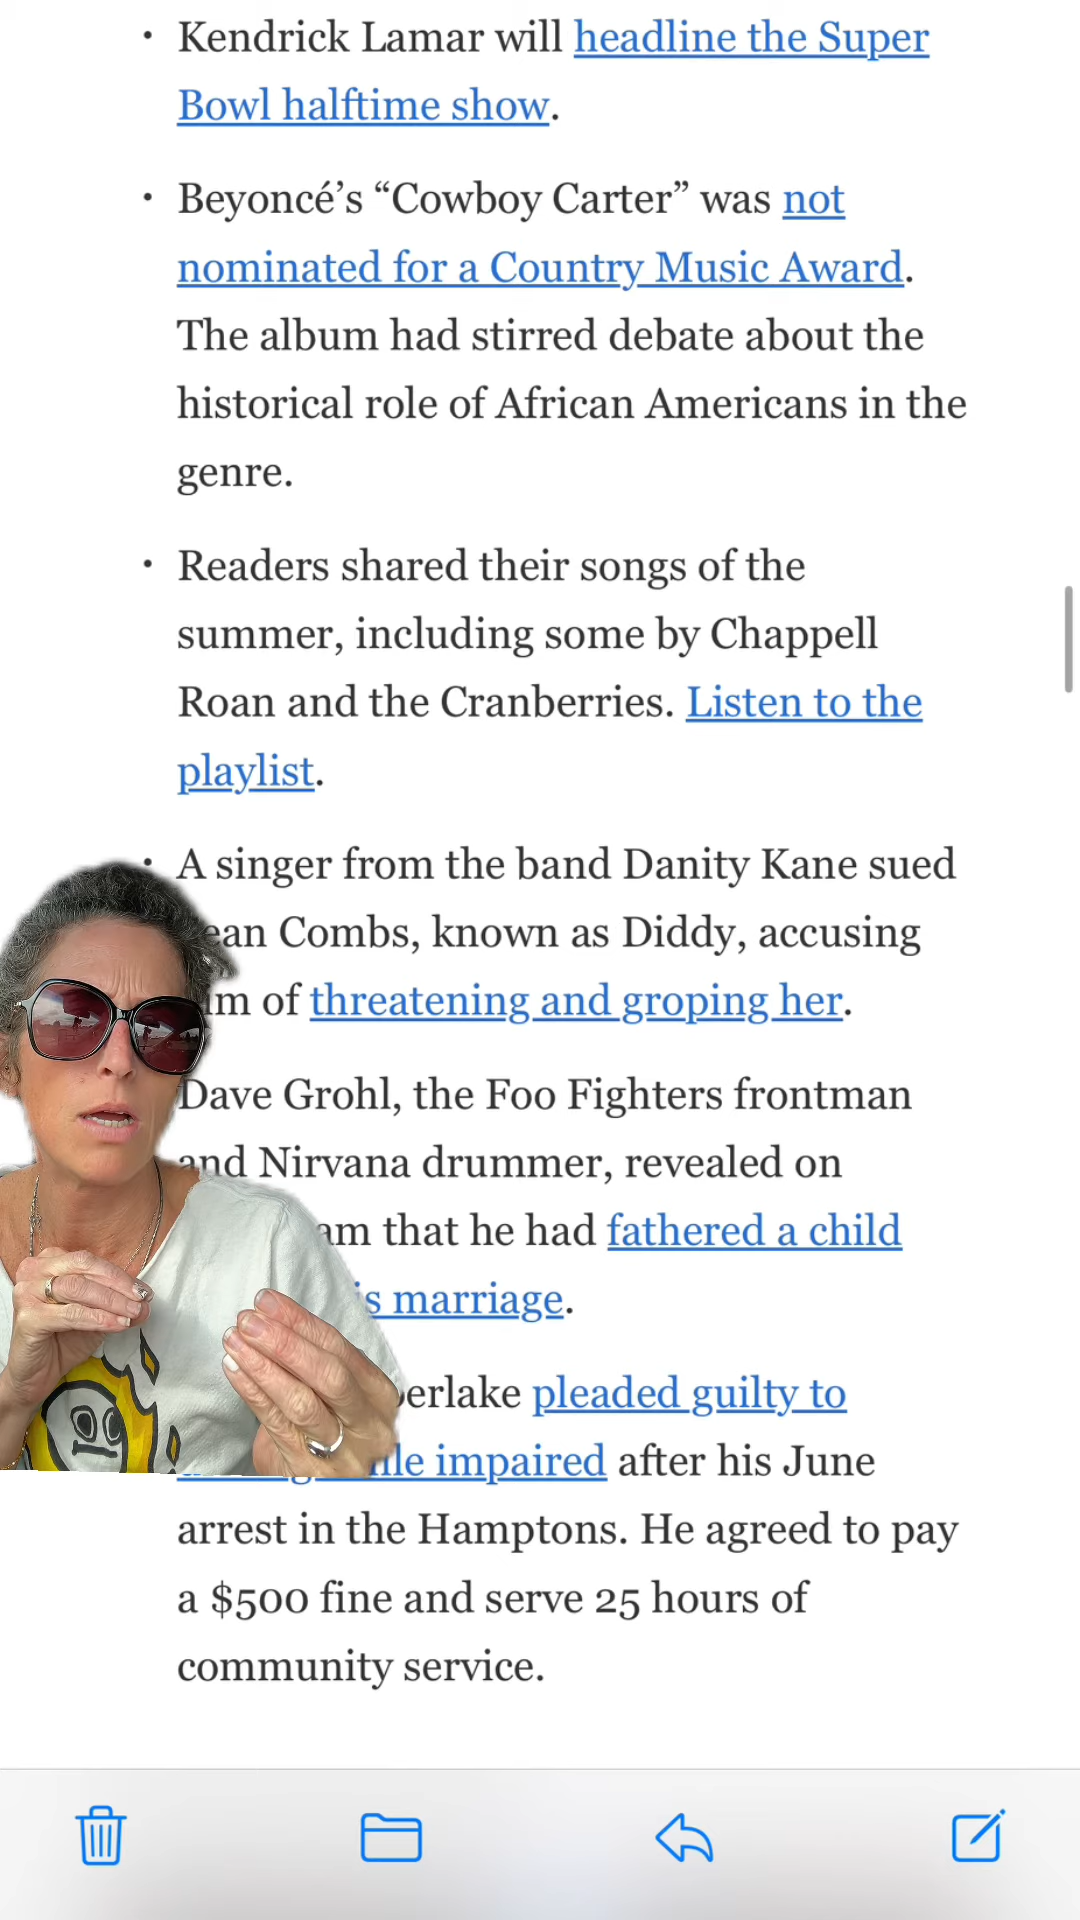 Kendrick Lamar will headline the Super
Bowl halftime show.
Beyoncé’s “Cowboy Carter” was not
nominated for a Country Music Award.
The album had stirred debate about the
historical role of African Americans in the
genre.
Readers shared their songs of the
summer, including some by Chappell
Roan and the Cranberries. Listen to the
playlist.
A singer from the band Danity Kane sued
Combs, known as Diddy, accusing
of threatening and groping her.
Dave Grohl, the Foo Fighters frontman
and Nirvana drummer, revealed on
that he had fathered a child
marriage.
pleaded guilty to
impaired after his June
arrest in the Hamptons. He agreed to pay
a $500 fine and serve 25 hours of
community service.